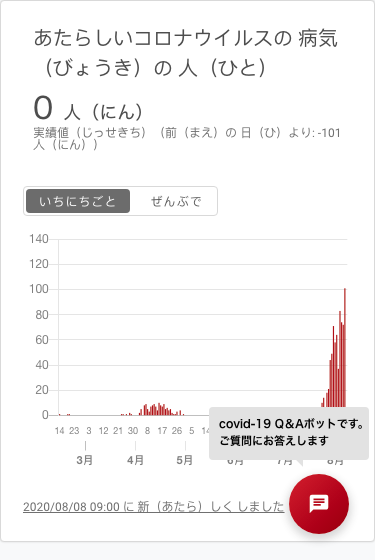 あたらしいコロナウイルスの 病気
（びょうき）の 人（ひと）
0 人（にん）
実績値（じっせきち）（前（まえ）の 日（ひ）より: -101
人（にん））
いちにちごと ぜんぶで
140
120
100
80
60
40
20
0
14 23 3 12 21 30 8 17 26 5 14
3月 4月 5月 6月 7月 8月
covid-19 Q&Aボットです。
ご質問にお答えします
2020/08/08 09:00 に 新（あたら）しく しました